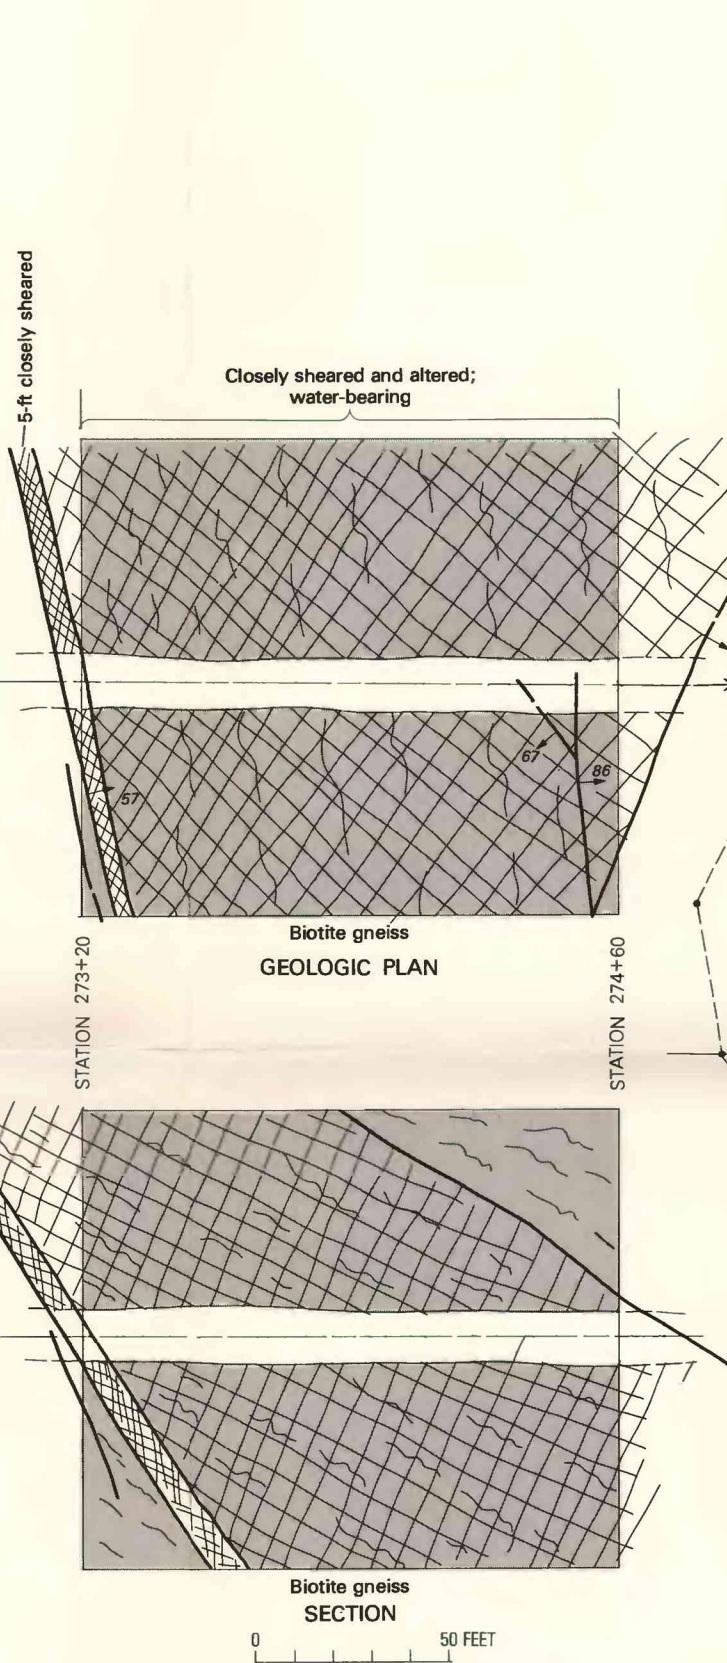 5-ft closely sheared
Closely sheared and altered;
water-bearing
57
67
86
Biotite gneiss
GEOLOGIC PLAN
STATION 273+20
STATION 274+60
Biotite gneiss
SECTION
0
50 FEET